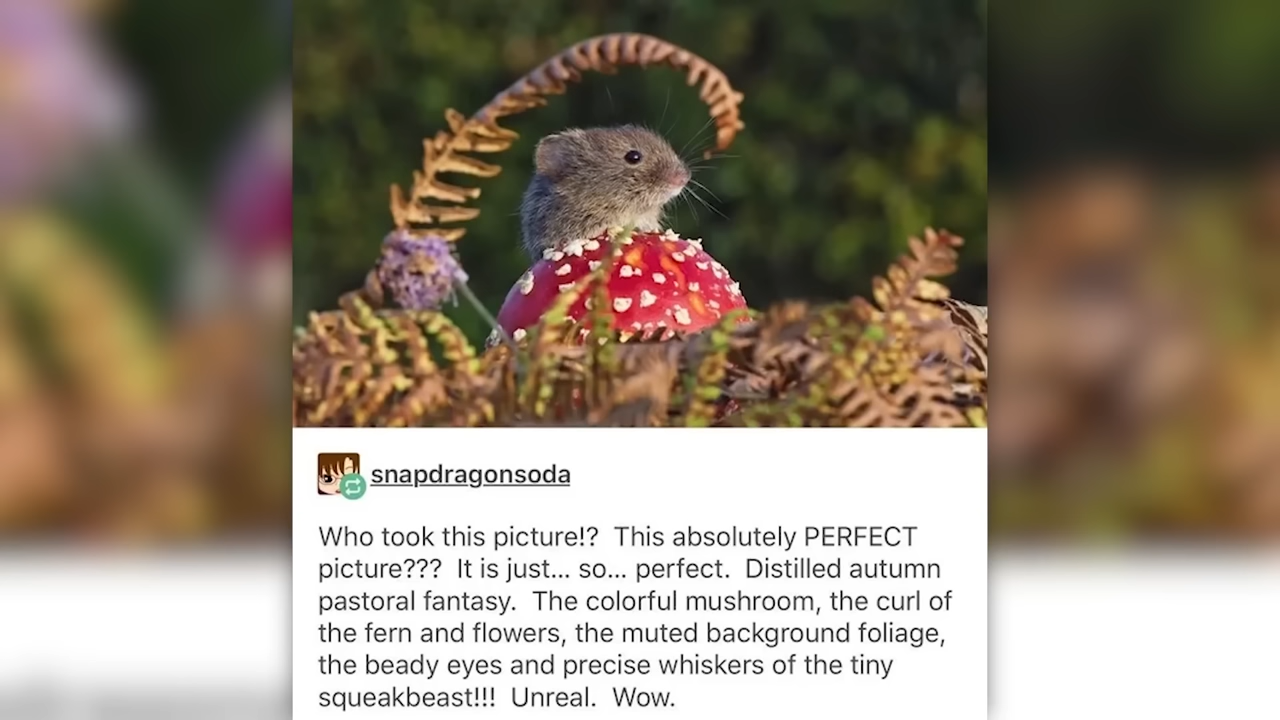 snapdragonsoda
Who took this picture!?  This absolutely PERFECT
picture???  It is just... so... perfect.  Distilled autumn
pastoral fantasy.  The colorful mushroom, the curl of
the fern and flowers, the muted background foliage,
the beady eyes and precise whiskers of the tiny
squeakbeast!!!  Unreal.  Wow.